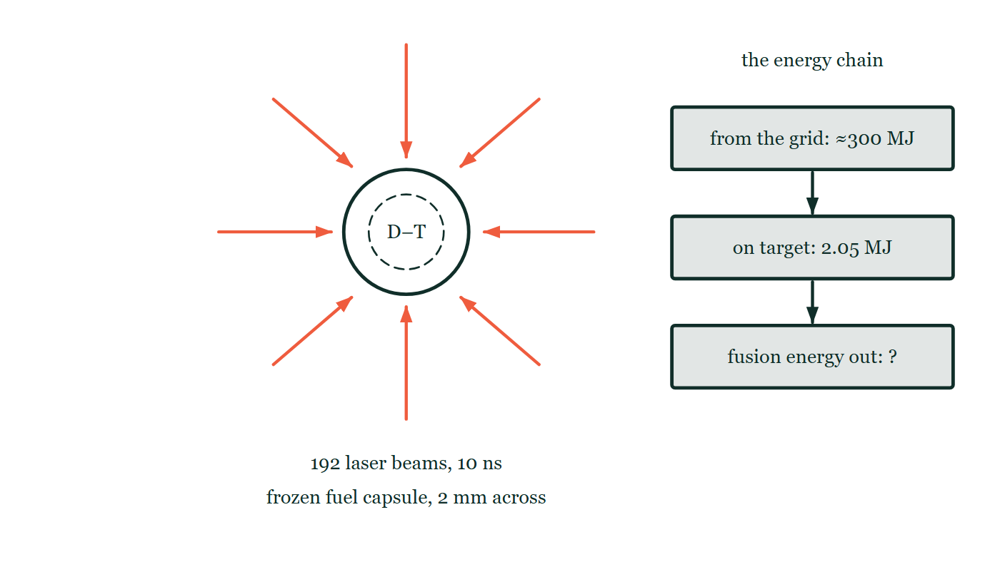 the energy chain
from the grid: ≈300 MJ
on target: 2.05 MJ
fusion energy out: ?
D–T
192 laser beams, 10 ns
frozen fuel capsule, 2 mm across